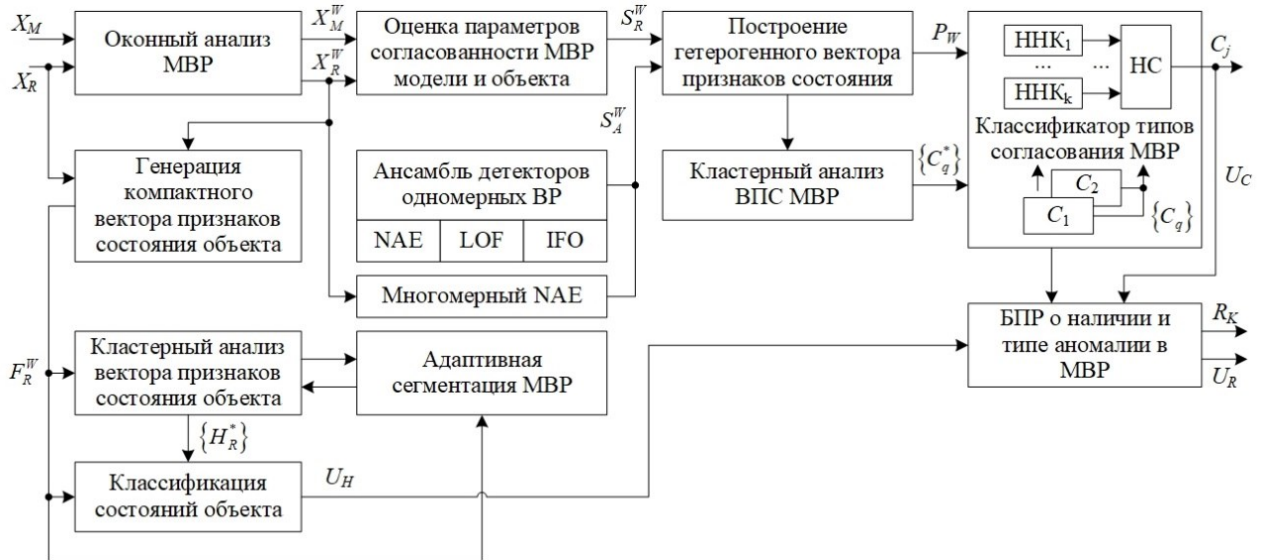 X_M
X_R
Оконный анализ
МВР
X_M^W
X_R^W
Оценка параметров
согласованности МВР
модели и объекта
S_R^W
S_A^W
Построение
гетерогенного вектора
признаков состояния
P_W
ННК_1
... ...
ННК_k
НС
C_j
Классификатор типов
согласования МВР
C_2
C_1
{C_q}
U_C
Генерация
компактного
вектора признаков
состояния объекта
Ансамбль детекторов
одномерных ВР
NAE LOF IFO
Кластерный анализ
ВПС МВР
{C_q^*}
Многомерный NAE
F_R^W
Кластерный анализ
вектора признаков
состояния объекта
Адаптивная
сегментация МВР
БПР о наличии и
типе аномалии в
МВР
R_K
U_R
{H_R^*}
Классификация
состояний объекта
U_H